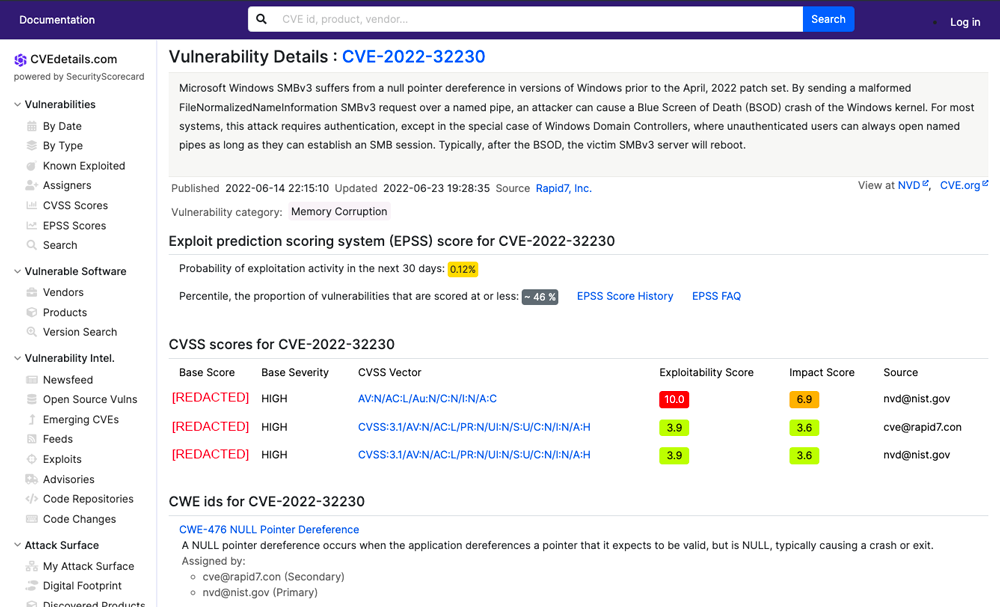 Documentation
CVE id, product, vendor...
Search
Log in
CVEdetails.com
powered by SecurityScorecard
Vulnerabilities
By Date
By Type
Known Exploited
Assigners
CVSS Scores
EPSS Scores
Search
Vulnerable Software
Vendors
Products
Version Search
Vulnerability Intel.
Newsfeed
Open Source Vulns
Emerging CVEs
Feeds
Exploits
Advisories
Code Repositories
Code Changes
Attack Surface
My Attack Surface
Digital Footprint
Discovered Products
Vulnerability Details : CVE-2022-32230
Microsoft Windows SMBv3 suffers from a null pointer dereference in versions of Windows prior to the April, 2022 patch set. By sending a malformed
FileNormalizedNameInformation SMBv3 request over a named pipe, an attacker can cause a Blue Screen of Death (BSOD) crash of the Windows kernel. For most
systems, this attack requires authentication, except in the special case of Windows Domain Controllers, where unauthenticated users can always open named
pipes as long as they can establish an SMB session. Typically, after the BSOD, the victim SMBv3 server will reboot.
Published 2022-06-14 22:15:10 Updated 2022-06-23 19:28:35 Source Rapid7, Inc.
View at NVD, CVE.org
Vulnerability category: Memory Corruption
Exploit prediction scoring system (EPSS) score for CVE-2022-32230
Probability of exploitation activity in the next 30 days: 0.12%
Percentile, the proportion of vulnerabilities that are scored at or less: ~ 46 % EPSS Score History EPSS FAQ
CVSS scores for CVE-2022-32230
Base Score Base Severity CVSS Vector Exploitability Score Impact Score Source
[REDACTED] HIGH AV:N/AC:L/Au:N/C:N/I:N/A:C 10.0 6.9 nvd@nist.gov
[REDACTED] HIGH CVSS:3.1/AV:N/AC:L/PR:N/UI:N/S:U/C:N/I:N/A:H 3.9 3.6 cve@rapid7.con
[REDACTED] HIGH CVSS:3.1/AV:N/AC:L/PR:N/UI:N/S:U/C:N/I:N/A:H 3.9 3.6 nvd@nist.gov
CWE ids for CVE-2022-32230
CWE-476 NULL Pointer Dereference
A NULL pointer dereference occurs when the application dereferences a pointer that it expects to be valid, but is NULL, typically causing a crash or exit.
Assigned by:
cve@rapid7.con (Secondary)
nvd@nist.gov (Primary)